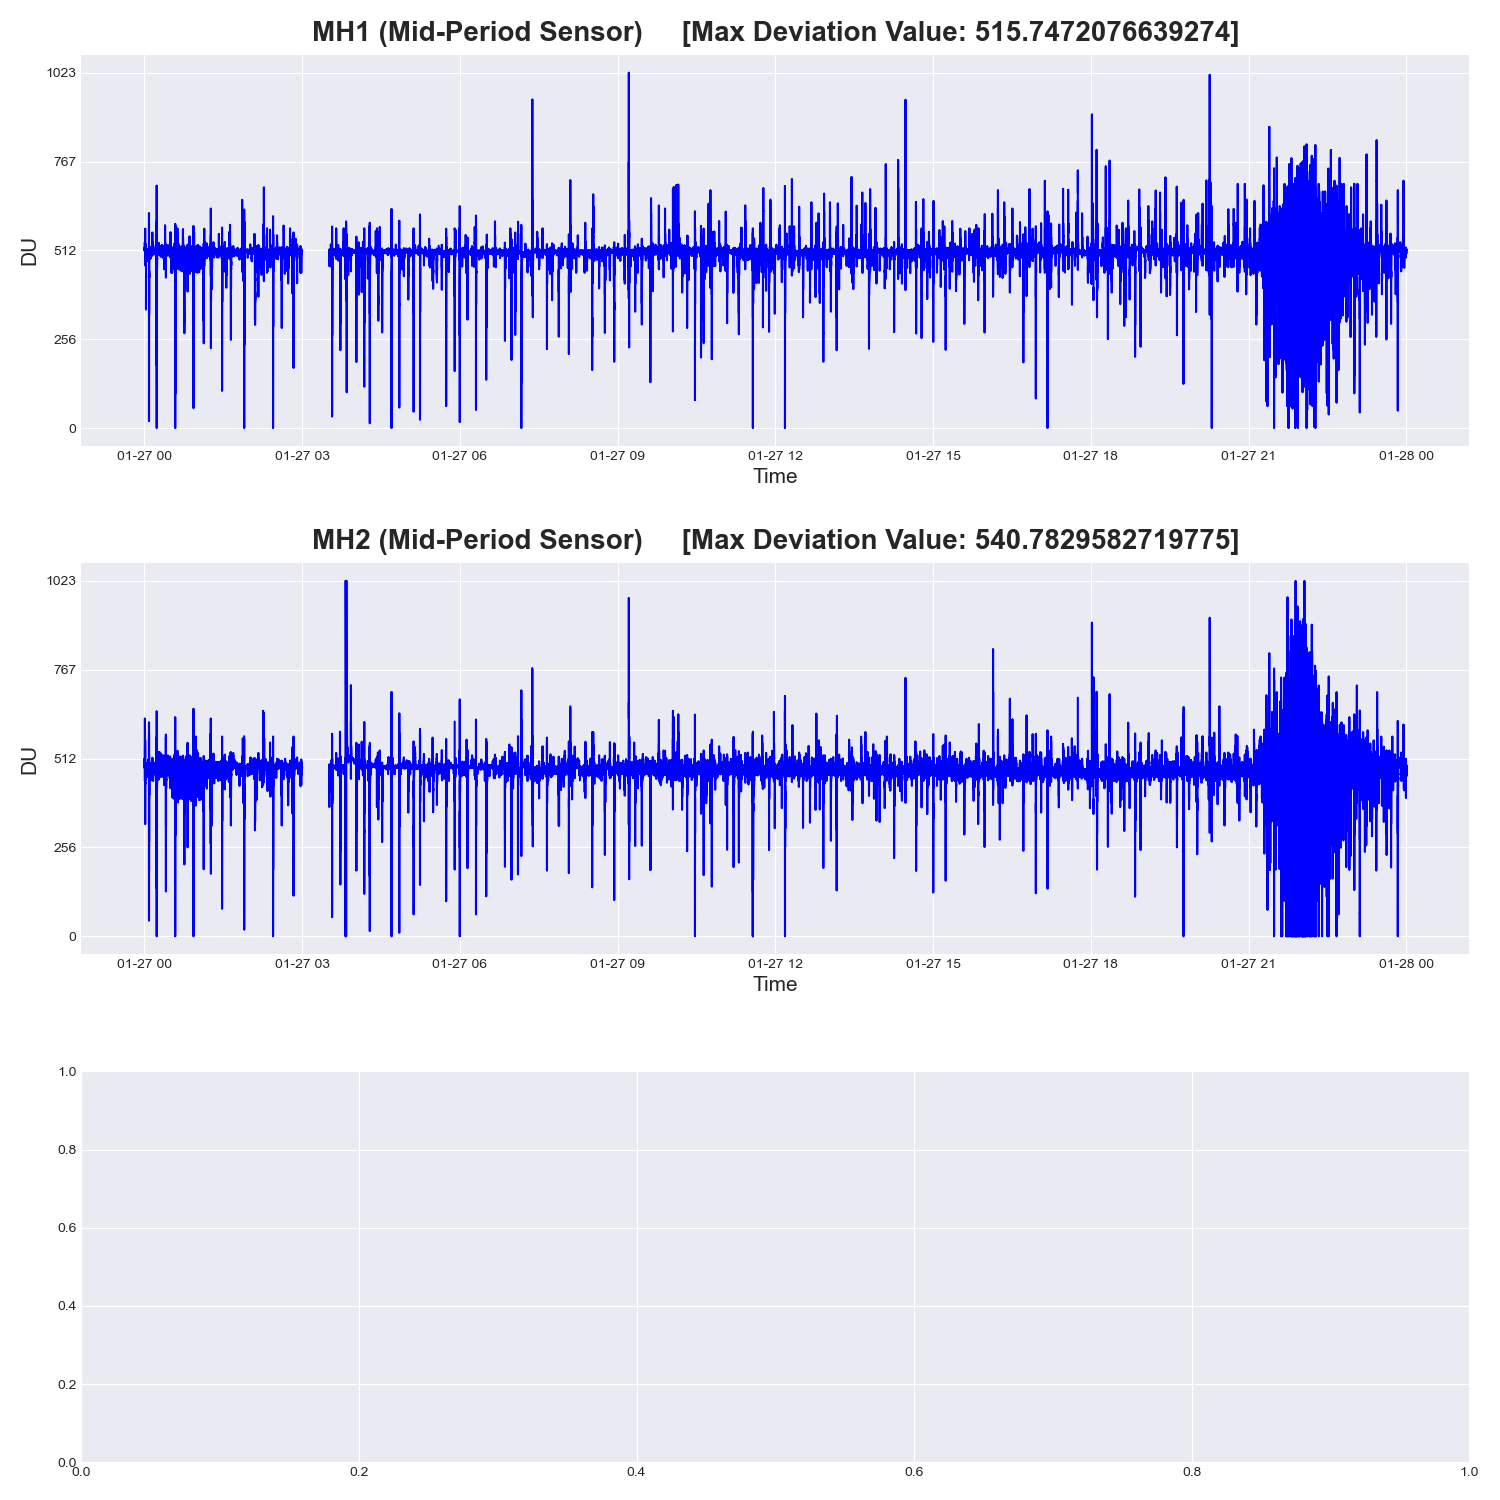 MH1 (Mid-Period Sensor) [Max Deviation Value: 515.7472076639274]
1023
767
512
256
0
DU
01-27 00 01-27 03 01-27 06 01-27 09 01-27 12 01-27 15 01-27 18 01-27 21 01-28 00
Time
MH2 (Mid-Period Sensor) [Max Deviation Value: 540.7829582719775]
1023
767
512
256
0
DU
01-27 00 01-27 03 01-27 06 01-27 09 01-27 12 01-27 15 01-27 18 01-27 21 01-28 00
Time
1.0
0.8
0.6
0.4
0.2
0.0
0.0 0.2 0.4 0.6 0.8 1.0